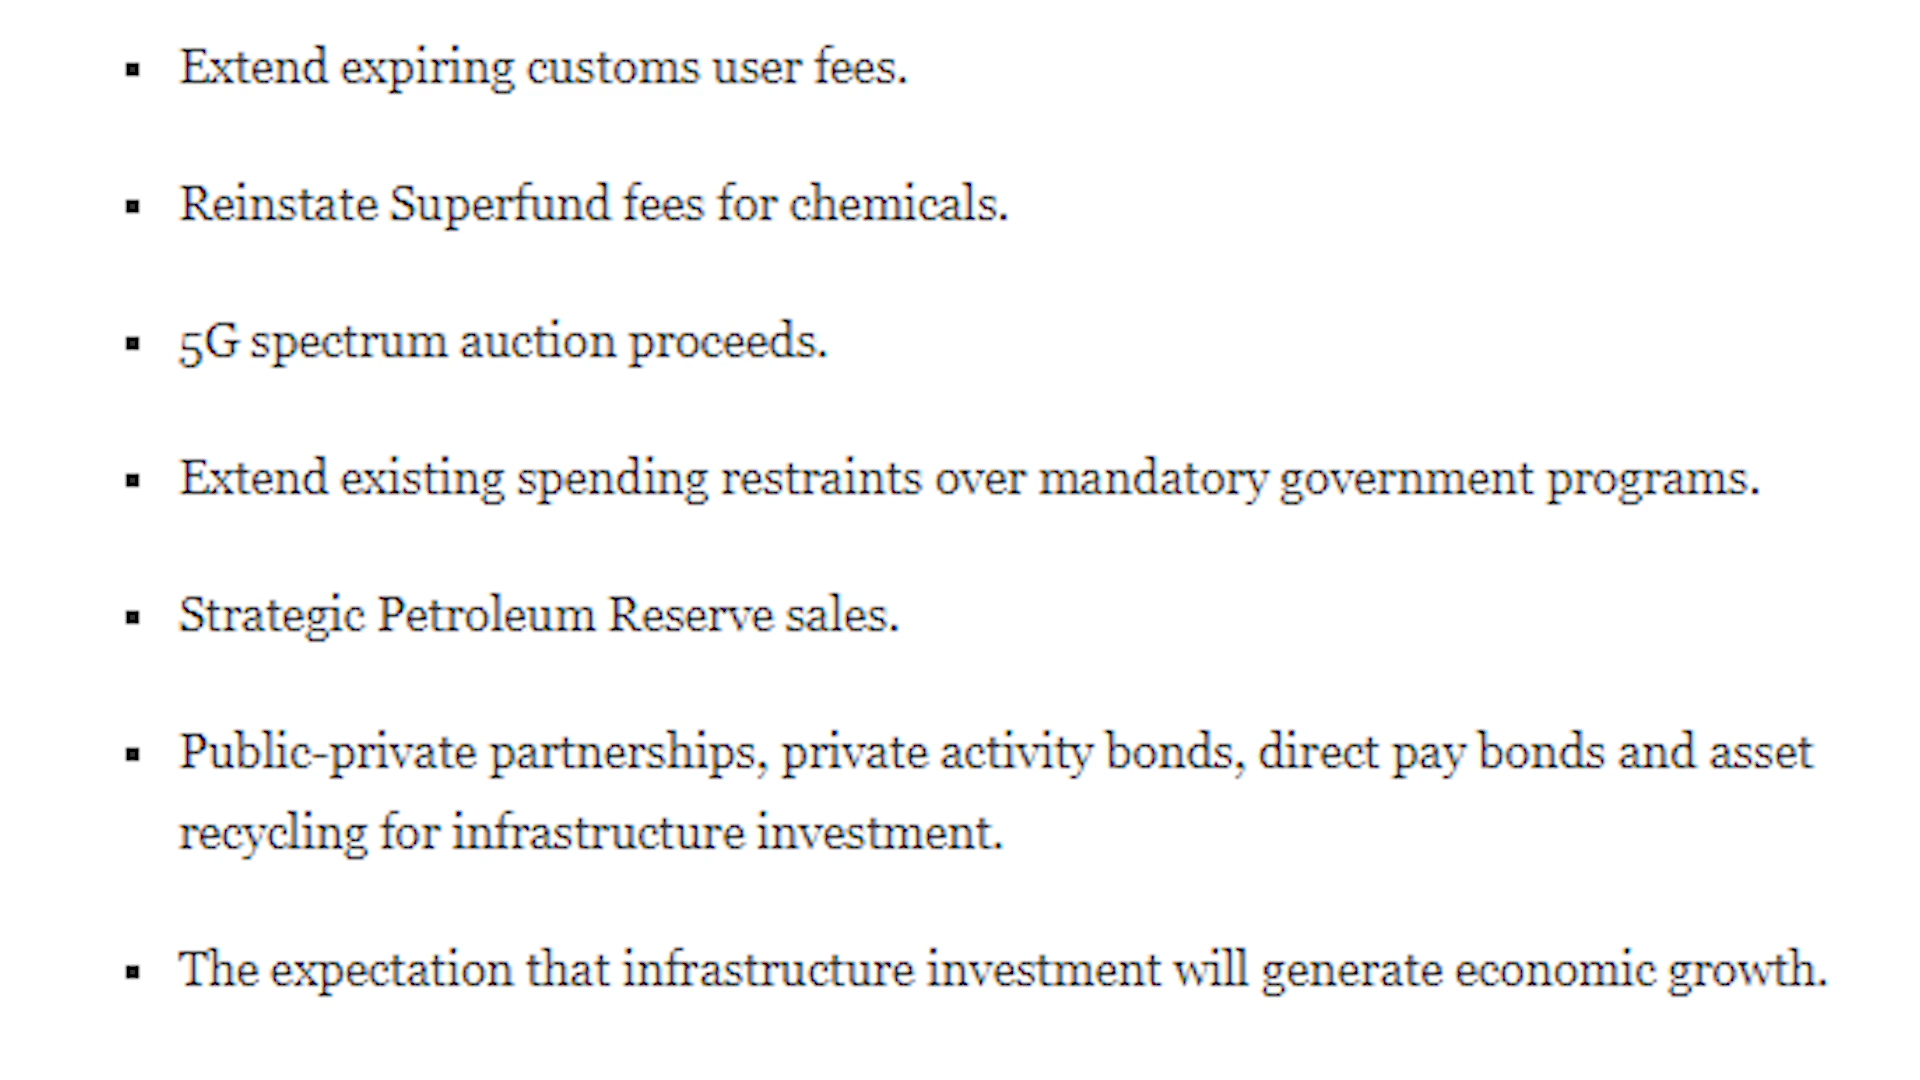 ▪ Extend expiring customs user fees.
▪ Reinstate Superfund fees for chemicals.
▪ 5G spectrum auction proceeds.
▪ Extend existing spending restraints over mandatory government programs.
▪ Strategic Petroleum Reserve sales.
▪ Public-private partnerships, private activity bonds, direct pay bonds and asset
recycling for infrastructure investment.
▪ The expectation that infrastructure investment will generate economic growth.